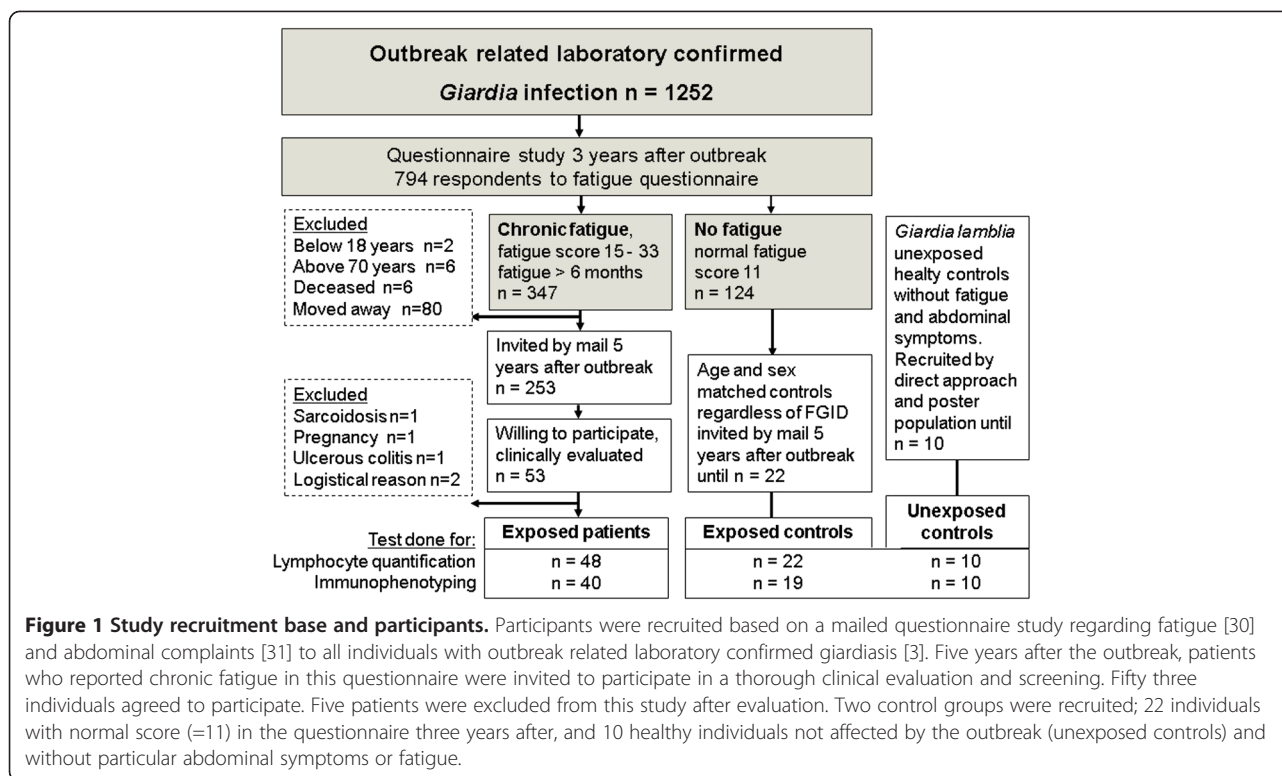 Outbreak related laboratory confirmed
Giardia infection n = 1252
Questionnaire study 3 years after outbreak
794 respondents to fatigue questionnaire
Excluded
Below 18 years n=2
Above 70 years n=6
Deceased n=6
Moved away n=80
Chronic fatigue,
fatigue score 15 - 33
fatigue > 6 months
n = 347
No fatigue
normal fatigue
score 11
n = 124
Giardia lamblia
unexposed
healty controls
without fatigue
and abdominal
symptoms.
Recruited by
direct approach
and poster
population until
n = 10
Invited by mail 5
years after outbreak
n = 253
Age and sex
matched controls
regardless of FGID
invited by mail 5
years after outbreak
until n = 22
Excluded
Sarcoidosis n=1
Pregnancy n=1
Ulcerous colitis n=1
Logistical reason n=2
Willing to participate,
clinically evaluated
n = 53
Test done for:
Lymphocyte quantification
Immunophenotyping
Exposed patients
n = 48
n = 40
Exposed controls
n = 22
n = 19
Unexposed
controls
n = 10
n = 10
Figure 1 Study recruitment base and participants. Participants were recruited based on a mailed questionnaire study regarding fatigue [30]
and abdominal complaints [31] to all individuals with outbreak related laboratory confirmed giardiasis [3]. Five years after the outbreak, patients
who reported chronic fatigue in this questionnaire were invited to participate in a thorough clinical evaluation and screening. Fifty three
individuals agreed to participate. Five patients were excluded from this study after evaluation. Two control groups were recruited; 22 individuals
with normal score (=11) in the questionnaire three years after, and 10 healthy individuals not affected by the outbreak (unexposed controls) and
without particular abdominal symptoms or fatigue.